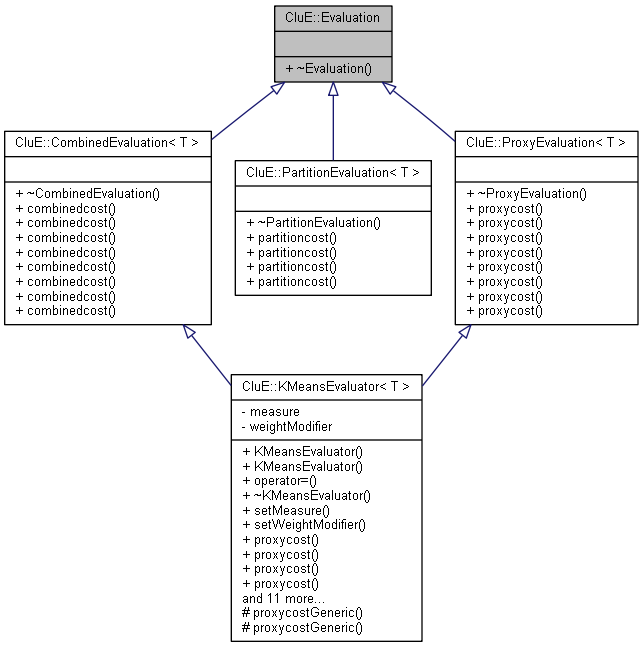 CluE::Evaluation
+ ~Evaluation()
CluE::CombinedEvaluation< T >
+ ~CombinedEvaluation()
+ combinedcost()
+ combinedcost()
+ combinedcost()
+ combinedcost()
+ combinedcost()
+ combinedcost()
+ combinedcost()
+ combinedcost()
CluE::PartitionEvaluation< T >
+ ~PartitionEvaluation()
+ partitioncost()
+ partitioncost()
+ partitioncost()
+ partitioncost()
CluE::ProxyEvaluation< T >
+ ~ProxyEvaluation()
+ proxycost()
+ proxycost()
+ proxycost()
+ proxycost()
+ proxycost()
+ proxycost()
+ proxycost()
+ proxycost()
CluE::KMeansEvaluator< T >
- measure
- weightModifier
+ KMeansEvaluator()
+ KMeansEvaluator()
+ operator=()
+ ~KMeansEvaluator()
+ setMeasure()
+ setWeightModifier()
+ proxycost()
+ proxycost()
+ proxycost()
+ proxycost()
and 11 more...
# proxycostGeneric()
# proxycostGeneric()